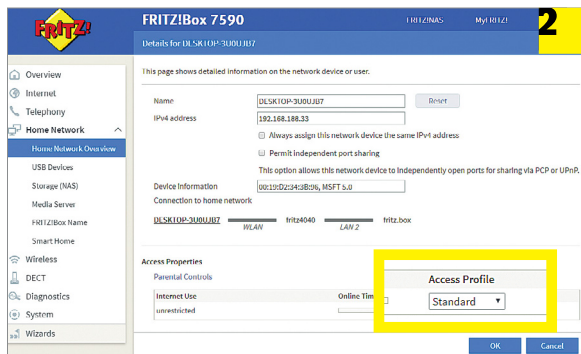 FRITZ!
FRITZ!Box 7590
FRITZ!NAS
MyFRITZ!
2
Details for DESKTOP-3U0UJB7
Overview
Internet
Telephony
Home Network
Home Network Overview
USB Devices
Storage (NAS)
Media Server
FRITZ!Box Name
Smart Home
Wireless
DECT
Diagnostics
System
Wizards
This page shows detailed information on the network device or user.
Name
DESKTOP-3U0UJB7
Reset
IPv4 address
192.168.188.33
Always assign this network device the same IPv4 address
Permit independent port sharing
This option allows this network device to independently open ports for sharing via PCP or UPnP.
Device Information
00:19:D2:34:3B:96, MSFT 5.0
Connection to home network
DESKTOP-3U0UJB7
WLAN
fritz4040
LAN 2
fritz.box
Access Properties
Parental Controls
Internet Use
Online Tim
unrestricted
Access Profile
Standard
OK
Cancel